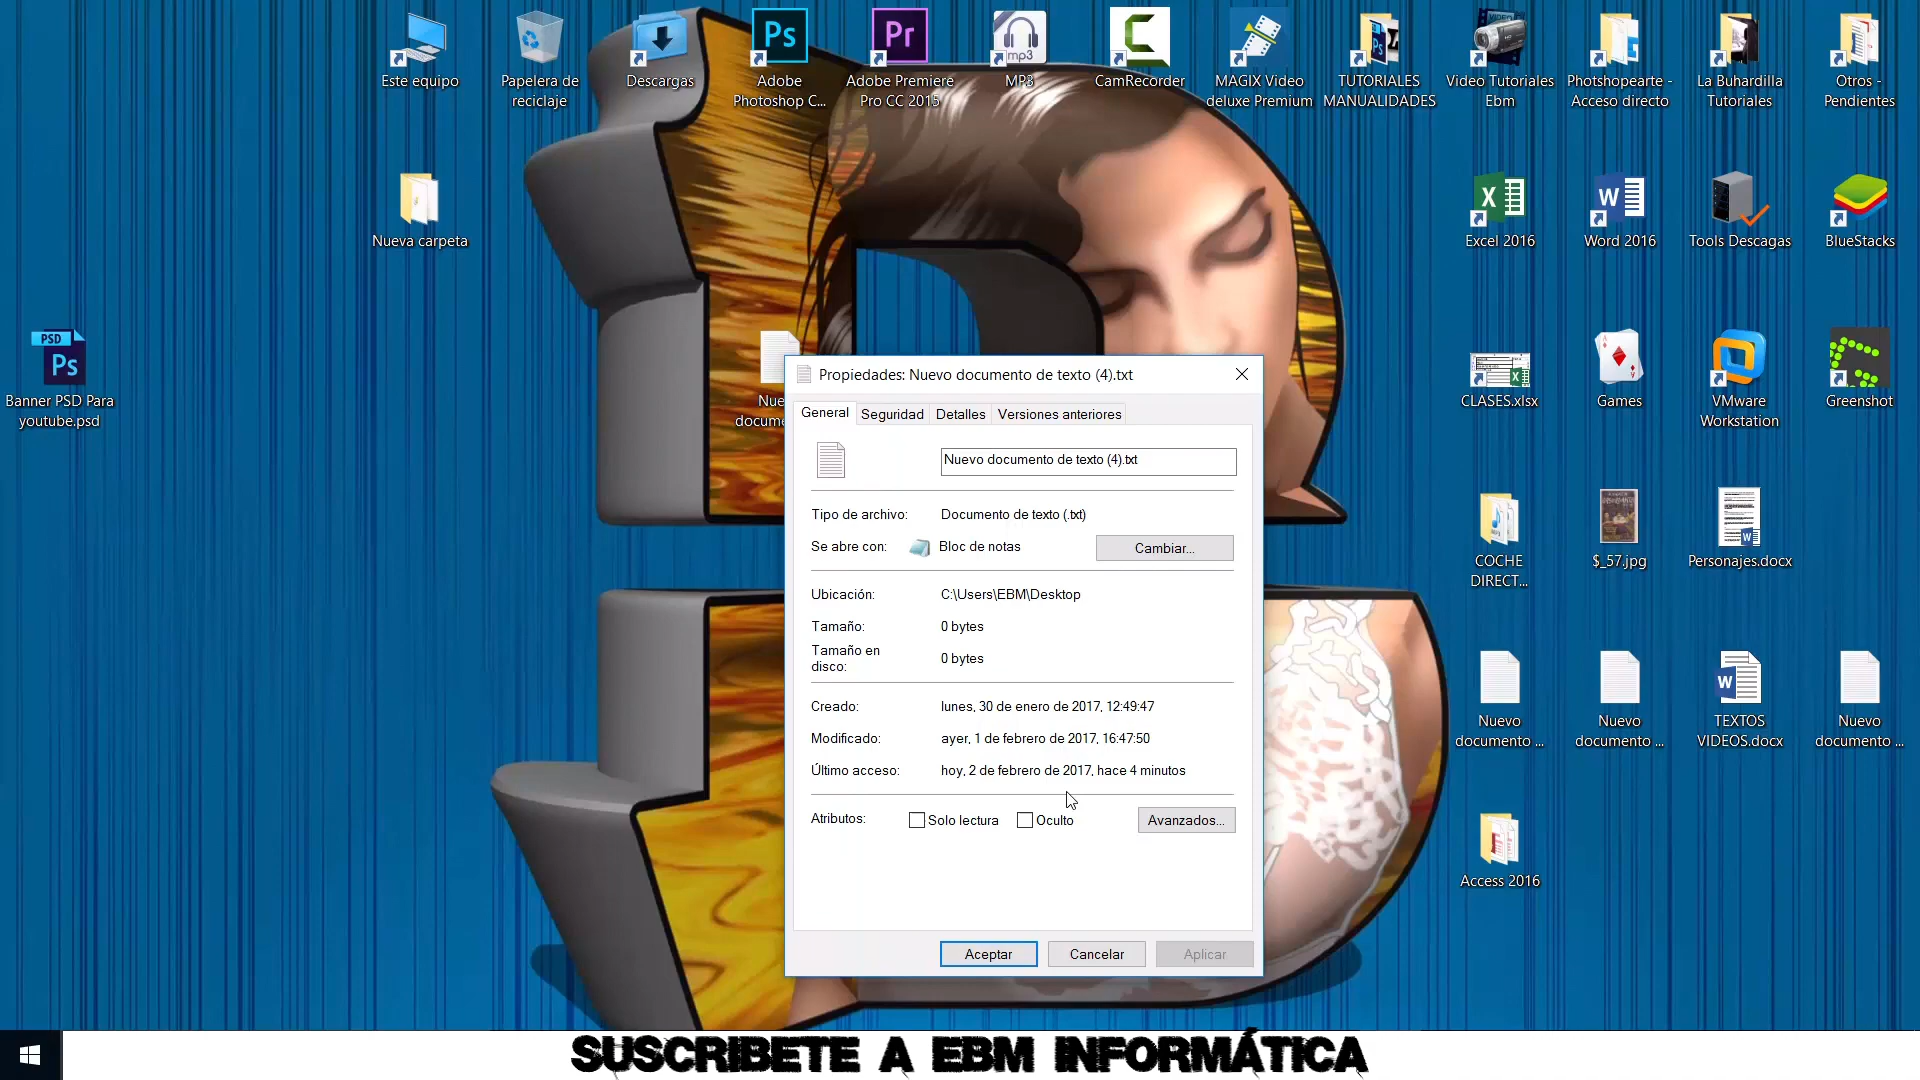 Este equipo
Papelera de
reciclaje
Descargas
Ps
Adobe
Photoshop C...
Pr
Adobe Premiere
Pro CC 2015
mp3
MP3
CamRecorder
MAGIX Video
deluxe Premium
TUTORIALES
MANUALIDADES
Video Tutoriales
Ebm
Photshopearte -
Acceso directo
La Buhardilla
Tutoriales
Otros -
Pendientes
Nueva carpeta
Excel 2016
Word 2016
Tools Descagas
BlueStacks
PSD
Ps
Banner PSD Para
youtube.psd
CLASES.xlsx
Games
VMware
Workstation
Greenshot
Propiedades: Nuevo documento de texto (4).txt
General
Seguridad
Detalles
Versiones anteriores
Nuevo documento de texto (4).txt
Tipo de archivo:
Documento de texto (.txt)
Se abre con:
Bloc de notas
Cambiar...
Ubicación:
C:\Users\EBM\Desktop
Tamaño:
0 bytes
Tamaño en
disco:
0 bytes
Creado:
lunes, 30 de enero de 2017, 12:49:47
Modificado:
ayer, 1 de febrero de 2017, 16:47:50
Último acceso:
hoy, 2 de febrero de 2017, hace 4 minutos
Atributos:
Solo lectura
Oculto
Avanzados...
Aceptar
Cancelar
Aplicar
COCHE
DIRECT...
$_57.jpg
Personajes.docx
Nuevo
documento ...
Nuevo
documento ...
TEXTOS
VIDEOS.docx
Nuevo
documento ...
Access 2016
SUSCRIBETE A EBM INFORMÁTICA